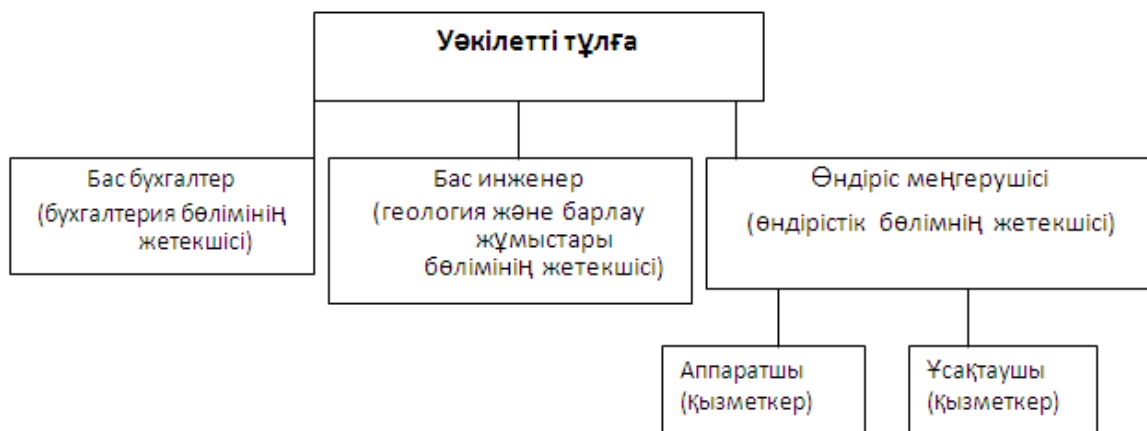 Уәкілетті тұлға
Бас бухгалтер
(бухгалтерия бөлімінің
жетекшісі)
Бас инженер
(геология және барлау
жұмыстары
бөлімінің жетекшісі)
Өндіріс меңгерушісі
(өндірістік бөлімнің жетекшісі)
Аппаратшы
(қызметкер)
Ұсақтаушы
(қызметкер)